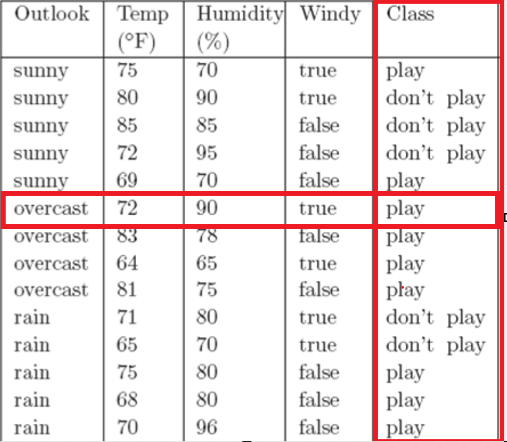 Outlook Temp Humidity Windy Class
(°F) (%)
sunny 75 70 true play
sunny 80 90 true don't play
sunny 85 85 false don't play
sunny 72 95 false don't play
sunny 69 70 false play
overcast 72 90 true play
overcast 83 78 false play
overcast 64 65 true play
overcast 81 75 false play
rain 71 80 true don't play
rain 65 70 true don't play
rain 75 80 false play
rain 68 80 false play
rain 70 96 false play